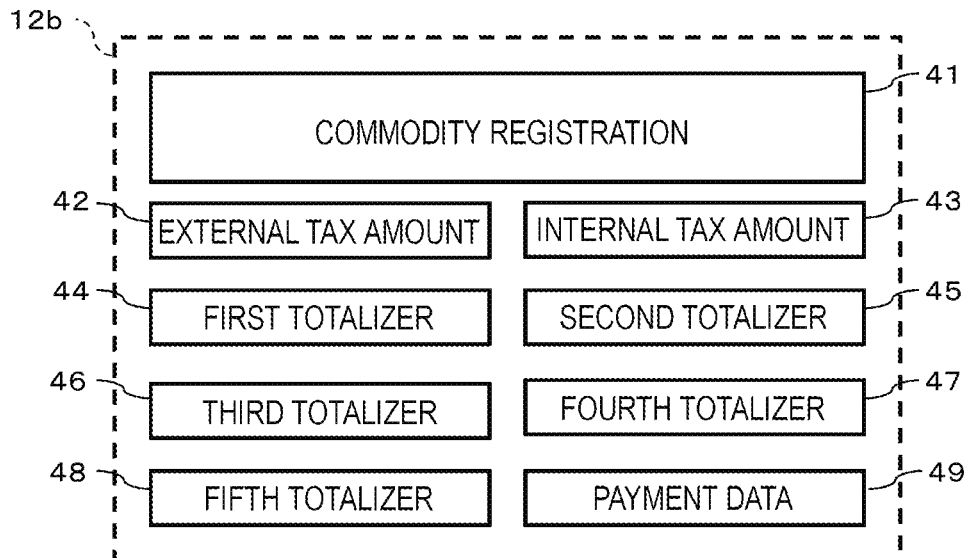 12b
41
COMMODITY REGISTRATION
42
43
EXTERNAL TAX AMOUNT
INTERNAL TAX AMOUNT
44
45
FIRST TOTALIZER
SECOND TOTALIZER
46
47
THIRD TOTALIZER
FOURTH TOTALIZER
48
49
FIFTH TOTALIZER
PAYMENT DATA